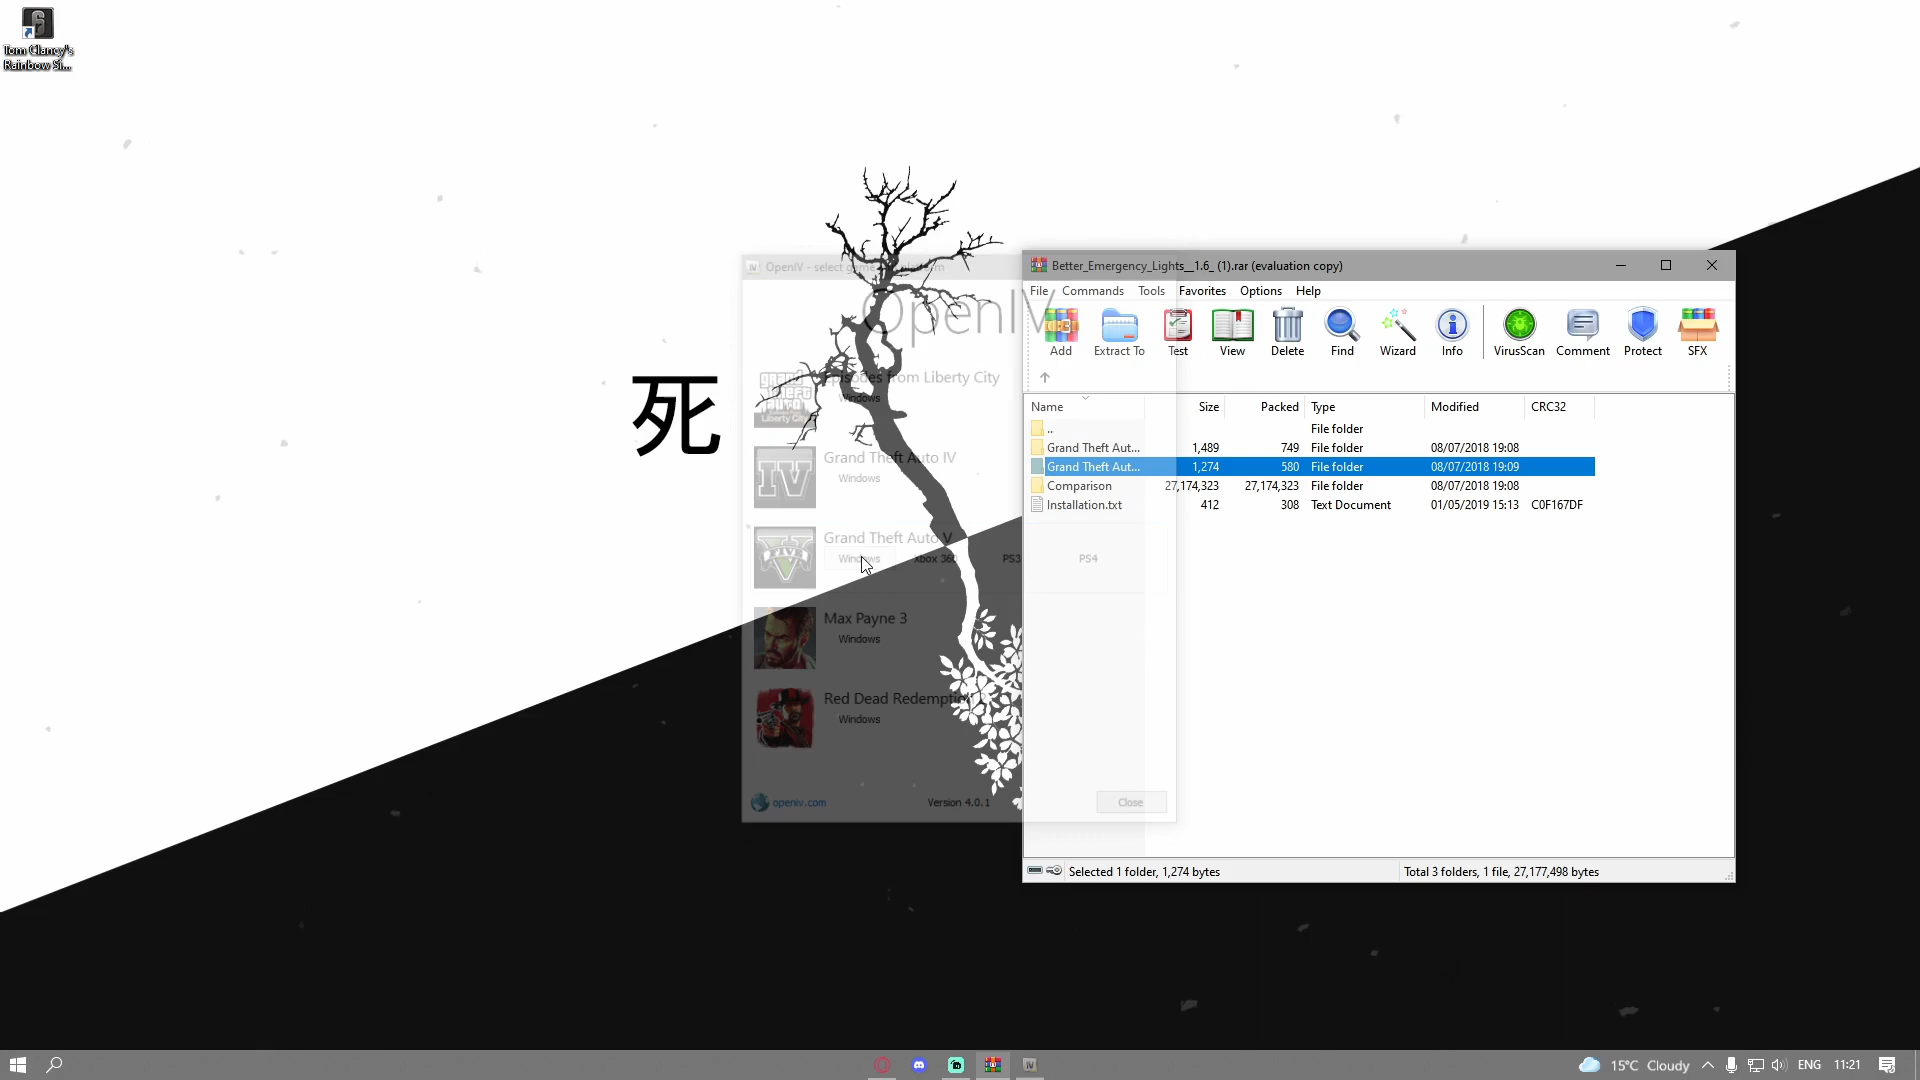 Tom Clancy's
Rainbow Si...
死
OpenIV - select game
OpenIV
Episodes from Liberty City
Windows
Grand Theft Auto IV
Windows
Grand Theft Auto V
Windows Xbox 360 PS3 PS4
Max Payne 3
Windows
Red Dead Redemption
Windows
openiv.com Version 4.0.1 Close
Better_Emergency_Lights__1.6_ (1).rar (evaluation copy)
File Commands Tools Favorites Options Help
Add Extract To Test View Delete Find Wizard Info VirusScan Comment Protect SFX
Name Size Packed Type Modified CRC32
.. File folder
Grand Theft Aut... 1,489 749 File folder 08/07/2018 19:08
Grand Theft Aut... 1,274 580 File folder 08/07/2018 19:09
Comparison 27,174,323 27,174,323 File folder 08/07/2018 19:08
Installation.txt 412 308 Text Document 01/05/2019 15:13 C0F167DF
Selected 1 folder, 1,274 bytes Total 3 folders, 1 file, 27,177,498 bytes
15°C Cloudy ENG 11:21